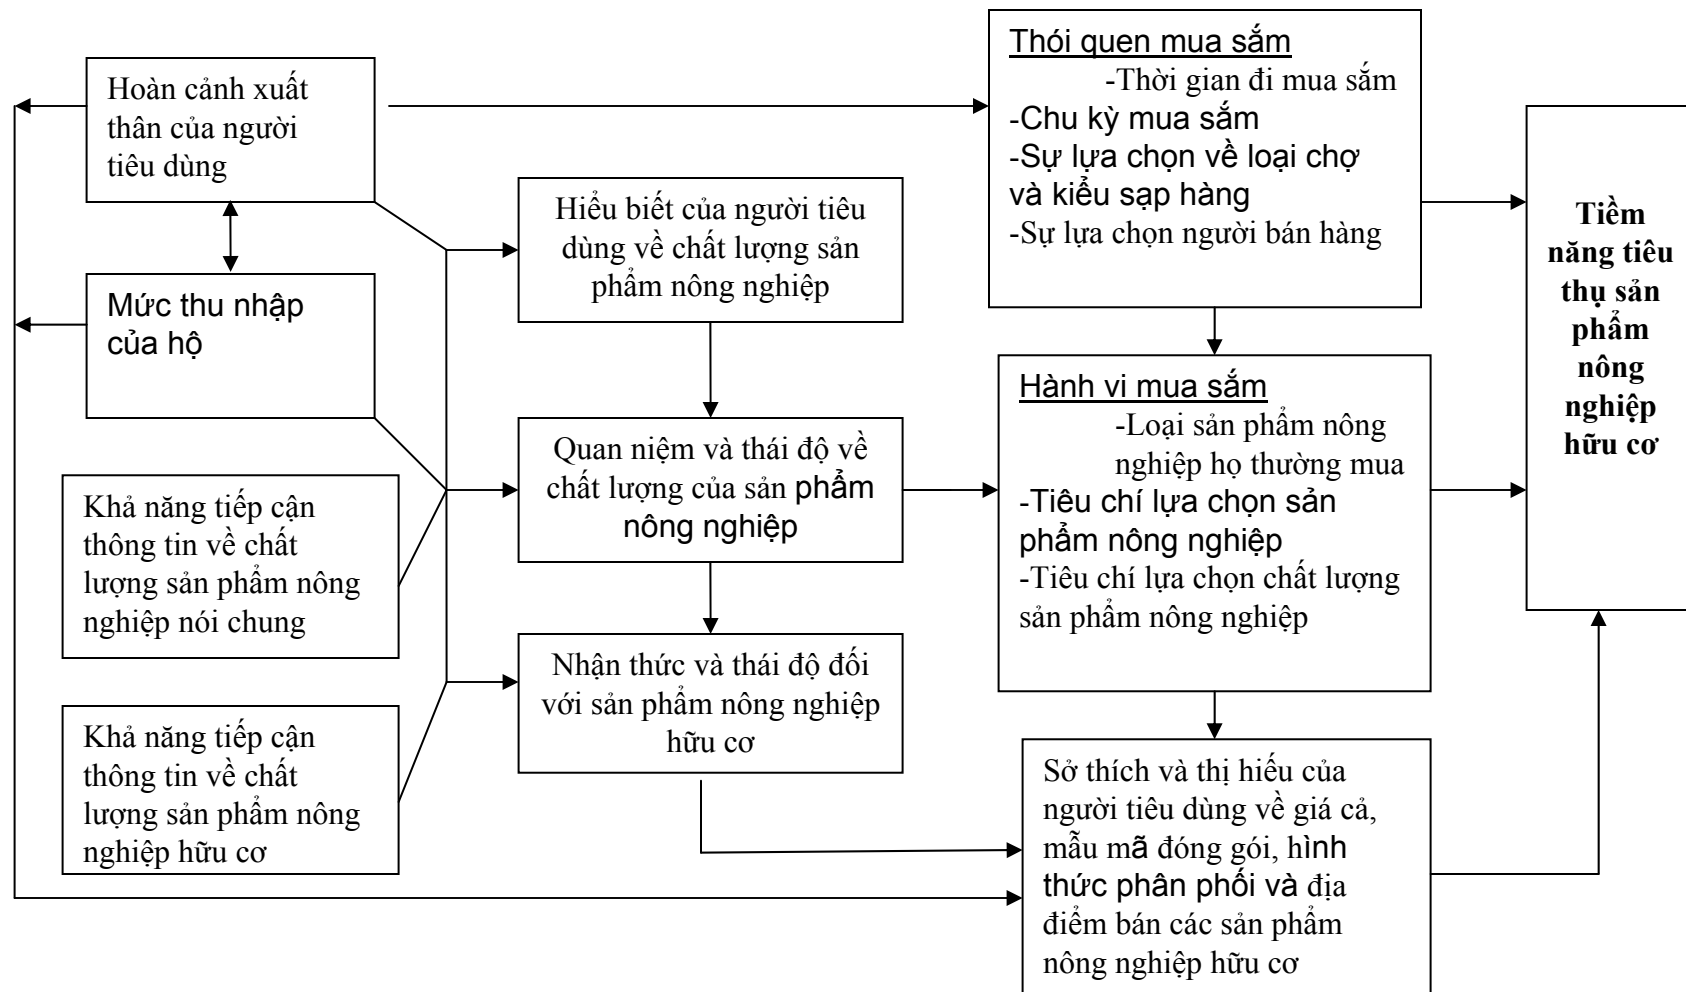 Hoàn cảnh xuất
thân của người
tiêu dùng
Mức thu nhập
của hộ
Khả năng tiếp cận
thông tin về chất
lượng sản phẩm nông
nghiệp nói chung
Khả năng tiếp cận
thông tin về chất
lượng sản phẩm nông
nghiệp hữu cơ
Hiểu biết của người tiêu
dùng về chất lượng sản
phẩm nông nghiệp
Quan niệm và thái độ về
chất lượng của sản phẩm
nông nghiệp
Nhận thức và thái độ đối
với sản phẩm nông nghiệp
hữu cơ
Thói quen mua sắm
-Thời gian đi mua sắm
-Chu kỳ mua sắm
-Sự lựa chọn về loại chợ
và kiểu sạp hàng
-Sự lựa chọn người bán hàng
Hành vi mua sắm
-Loại sản phẩm nông
nghiệp họ thường mua
-Tiêu chí lựa chọn sản
phẩm nông nghiệp
-Tiêu chí lựa chọn chất lượng
sản phẩm nông nghiệp
Sở thích và thị hiếu của
người tiêu dùng về giá cả,
mẫu mã đóng gói, hình
thức phân phối và địa
điểm bán các sản phẩm
nông nghiệp hữu cơ
Tiềm
năng tiêu
thụ sản
phẩm
nông
nghiệp
hữu cơ